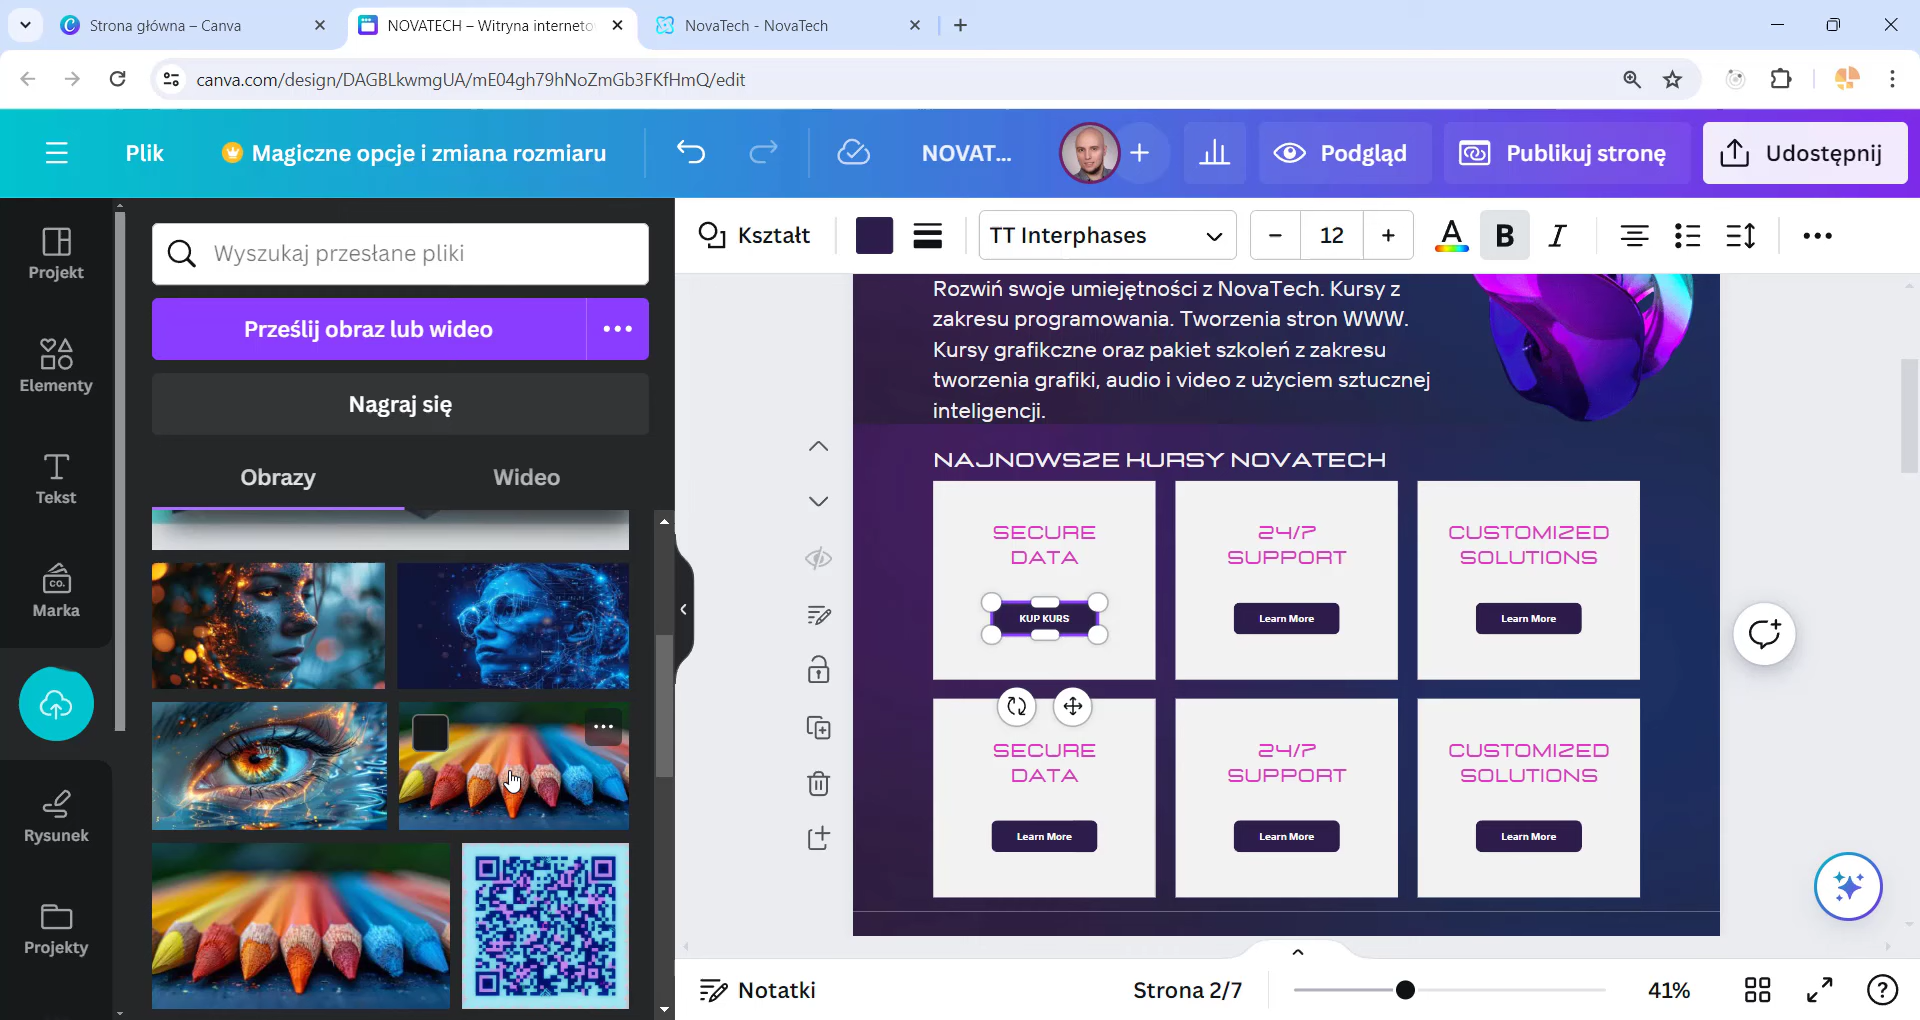 Strona główna – Canva
NOVATECH – Witryna interneto
NovaTech - NovaTech
canva.com/design/DAGBLkwmgUA/mE04gh79hNoZmGb3FKfHmQ/edit
Plik
Magiczne opcje i zmiana rozmiaru
NOVAT...
Podgląd
Publikuj stronę
Udostępnij
Projekt
Elementy
Tekst
CO.
Marka
Rysunek
Projekty
Wyszukaj przesłane pliki
Prześlij obraz lub wideo
Nagraj się
Obrazy
Wideo
Kształt
TT Interphases
– 12 +
A B I
Rozwiń swoje umiejętności z NovaTech. Kursy z
zakresu programowania. Tworzenia stron WWW.
Kursy grafikczne oraz pakiet szkoleń z zakresu
tworzenia grafiki, audio i video z użyciem sztucznej
inteligencji.
NAJNOWSZE KURSY NOVATECH
SECURE
DATA
KUP KURS
24/7
SUPPORT
Learn More
CUSTOMIZED
SOLUTIONS
Learn More
SECURE
DATA
Learn More
24/7
SUPPORT
Learn More
CUSTOMIZED
SOLUTIONS
Learn More
Notatki
Strona 2/7
41%